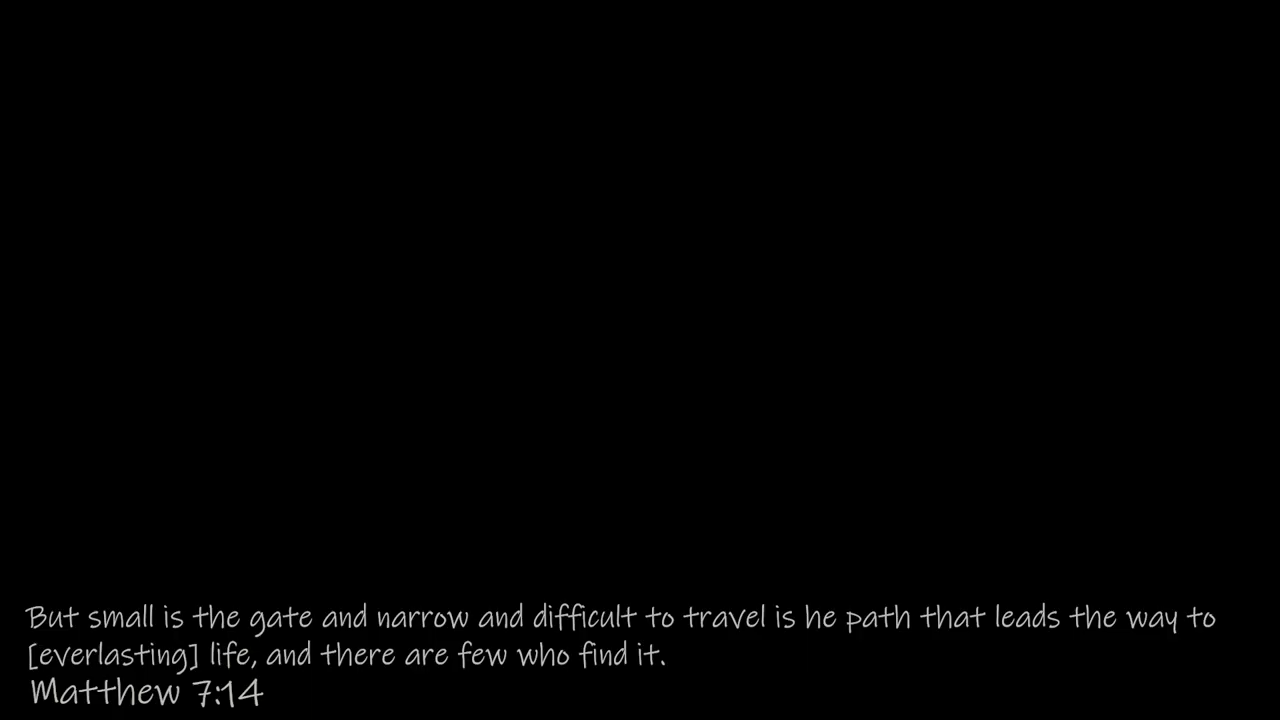 But small is the gate and narrow and difficult to travel is he path that leads the way to
[everlasting] life, and there are few who find it.
Matthew 7:14